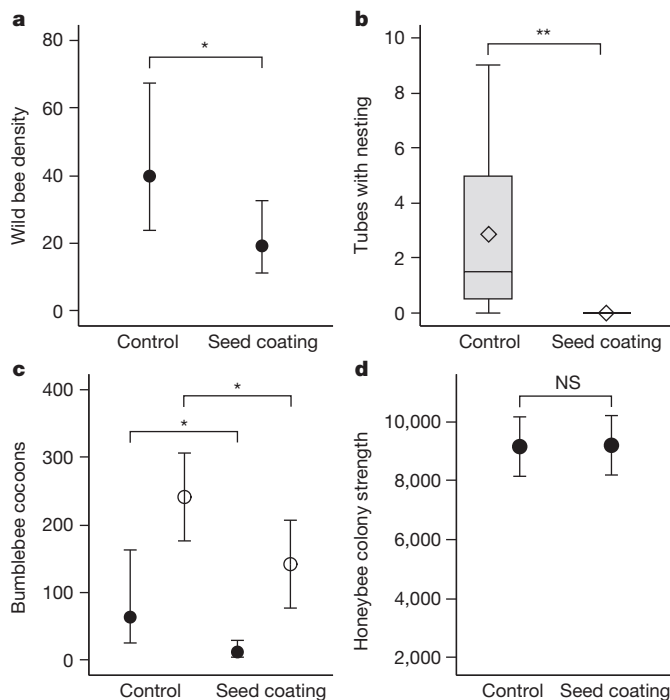 a
80
60
40
20
0
Wild bee density
*
Control Seed coating
b
10
8
6
4
2
0
Tubes with nesting
**
Control Seed coating
c
400
300
200
100
0
Bumblebee cocoons
*
*
Control Seed coating
d
10,000
8,000
6,000
4,000
2,000
Honeybee colony strength
NS
Control Seed coating